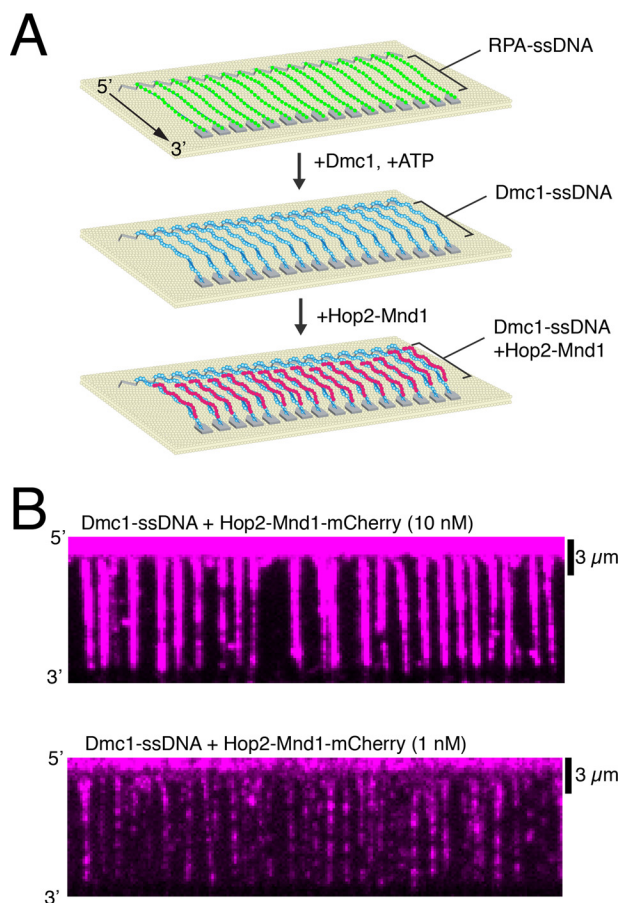 A
RPA-ssDNA
5’
3’
+Dmc1, +ATP
Dmc1-ssDNA
+Hop2-Mnd1
Dmc1-ssDNA
+Hop2-Mnd1
B
Dmc1-ssDNA + Hop2-Mnd1-mCherry (10 nM)
5’
3 µm
3’
Dmc1-ssDNA + Hop2-Mnd1-mCherry (1 nM)
5’
3 µm
3’